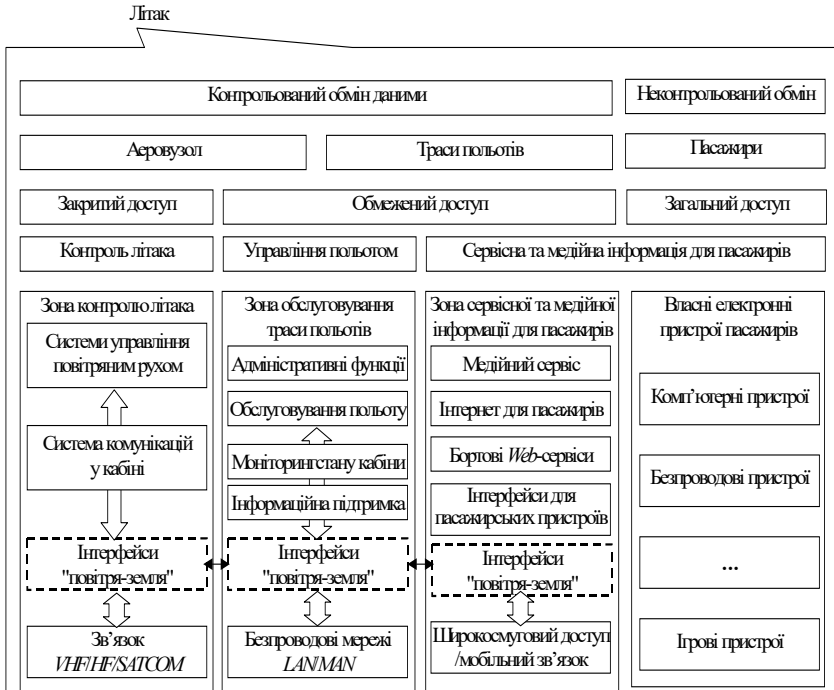 Літак
Контрольований обмін даними
Неконтрольований обмін
Аеровузол
Траси польотів
Пасажири
Закритий доступ
Обмежений доступ
Загальний доступ
Контроль літака
Управління польотом
Сервісна та медійна інформація для пасажирів
Зона контролю літака
Системи управління
повітряним рухом
Система комунікацій
у кабіні
Інтерфейси
"повітря-земля"
Зв’язок
VHF/HF/SATCOM
Зона обслуговування
траси польотів
Адміністративні функції
Обслуговування польоту
Моніторинг стану кабіни
Інформаційна підтримка
Інтерфейси
"повітря-земля"
Безпроводові мережі
LAN/MAN
Зона сервісної та медійної
інформації для пасажирів
Медійний сервіс
Інтернет для пасажирів
Бортові Web-сервіси
Інтерфейси для
пасажирських пристроїв
Інтерфейси
"повітря-земля"
Широкосмуговий доступ
/мобільний зв’язок
Власні електронні
пристрої пасажирів
Комп’ютерні пристрої
Безпроводові пристрої
...
Ігрові пристрої